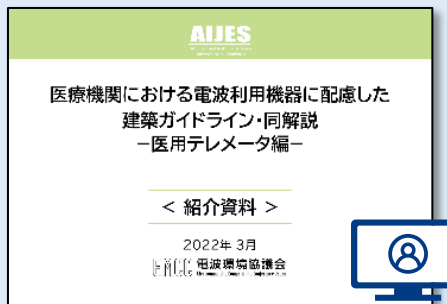 AIJES
医療機関における電波利用機器に配慮した
建築ガイドライン・同解説
−医用テレメータ編−
< 紹介資料 >
2022年 3月
EMCC 電波環境協議会